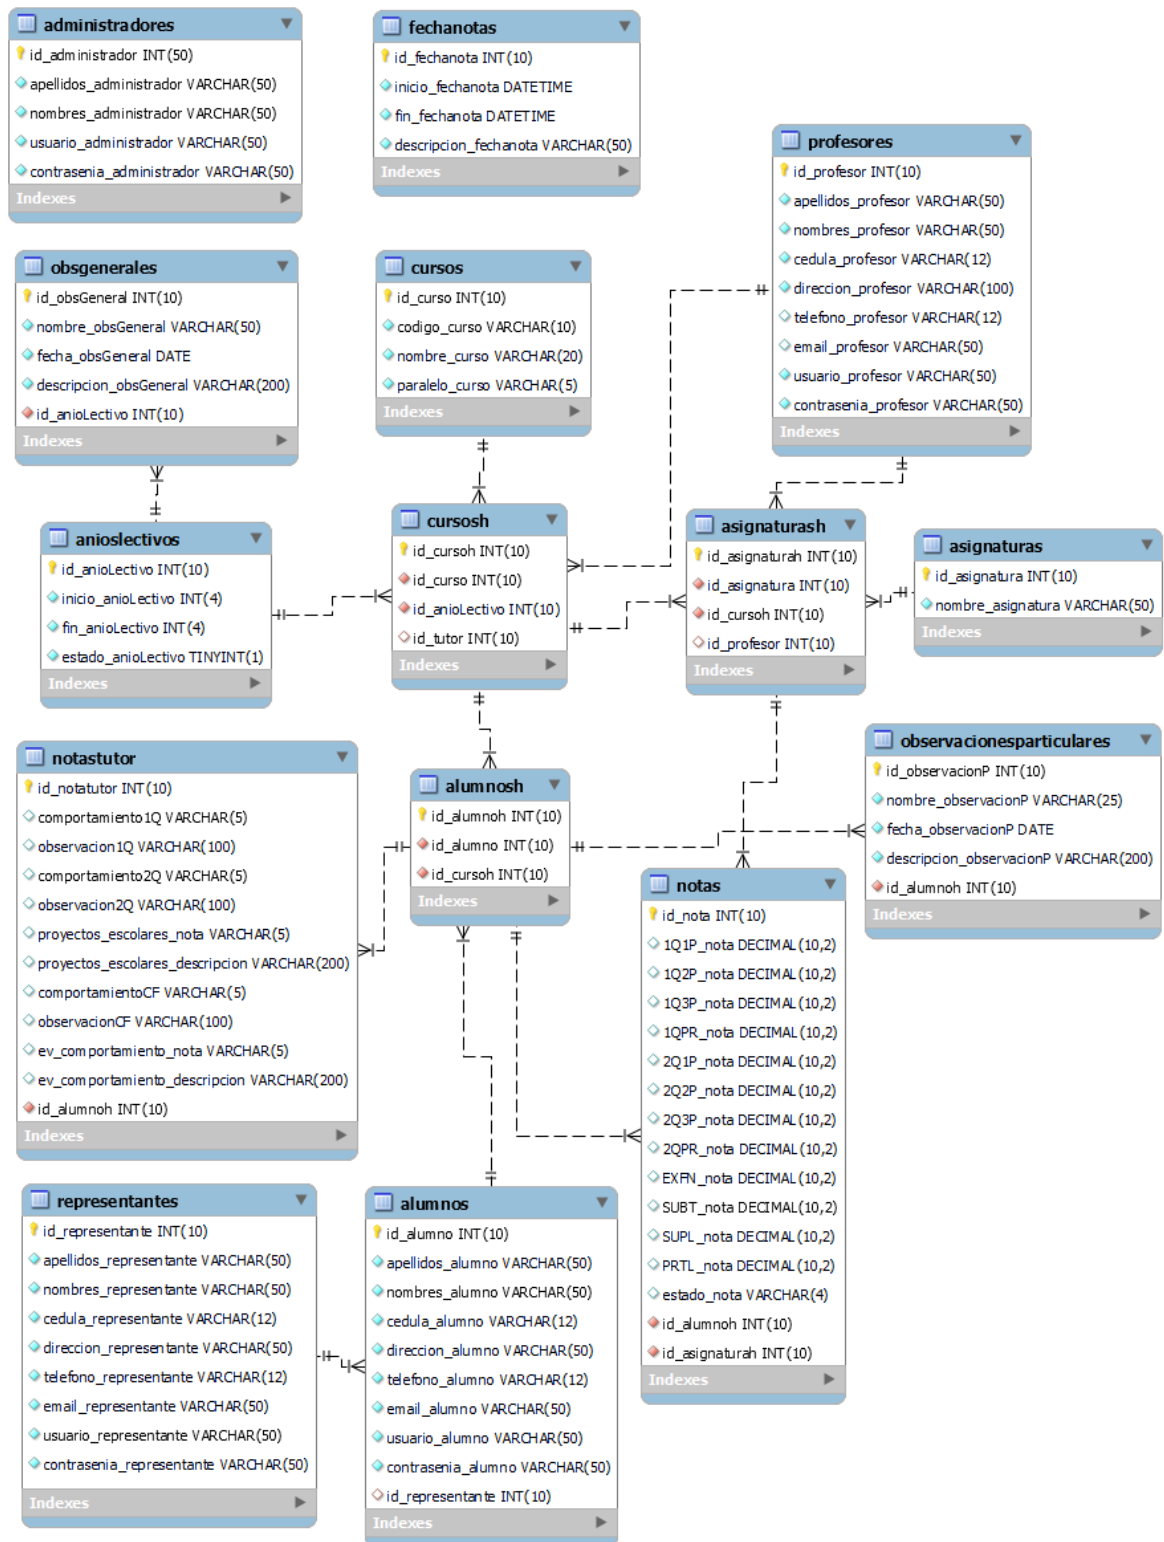 administradores
id_administrador INT(50)
apellidos_administrador VARCHAR(50)
nombres_administrador VARCHAR(50)
usuario_administrador VARCHAR(50)
contrasenia_administrador VARCHAR(50)
Indexes
fechanotas
id_fechanota INT(10)
inicio_fechanota DATETIME
fin_fechanota DATETIME
descripcion_fechanota VARCHAR(50)
Indexes
profesores
id_profesor INT(10)
apellidos_profesor VARCHAR(50)
nombres_profesor VARCHAR(50)
cedula_profesor VARCHAR(12)
direccion_profesor VARCHAR(100)
telefono_profesor VARCHAR(12)
email_profesor VARCHAR(50)
usuario_profesor VARCHAR(50)
contrasenia_profesor VARCHAR(50)
Indexes
obsgenerales
id_obsGeneral INT(10)
nombre_obsGeneral VARCHAR(50)
fecha_obsGeneral DATE
descripcion_obsGeneral VARCHAR(200)
id_anioLectivo INT(10)
Indexes
cursos
id_curso INT(10)
codigo_curso VARCHAR(10)
nombre_curso VARCHAR(20)
paralelo_curso VARCHAR(5)
Indexes
anioslectivos
id_anioLectivo INT(10)
inicio_anioLectivo INT(4)
fin_anioLectivo INT(4)
estado_anioLectivo TINYINT(1)
Indexes
cursosh
id_cursoh INT(10)
id_curso INT(10)
id_anioLectivo INT(10)
id_tutor INT(10)
Indexes
asignaturash
id_asignaturah INT(10)
id_asignatura INT(10)
id_cursoh INT(10)
id_profesor INT(10)
Indexes
asignaturas
id_asignatura INT(10)
nombre_asignatura VARCHAR(50)
Indexes
notastutor
id_notatutor INT(10)
comportamiento1Q VARCHAR(5)
observacion1Q VARCHAR(100)
comportamiento2Q VARCHAR(5)
observacion2Q VARCHAR(100)
proyectos_escolares_nota VARCHAR(5)
proyectos_escolares_descripcion VARCHAR(200)
comportamientoCF VARCHAR(5)
observacionCF VARCHAR(100)
ev_comportamiento_nota VARCHAR(5)
ev_comportamiento_descripcion VARCHAR(200)
id_alumnoh INT(10)
Indexes
alumnosh
id_alumnoh INT(10)
id_alumno INT(10)
id_cursoh INT(10)
Indexes
observacionesparticulares
id_observacionP INT(10)
nombre_observacionP VARCHAR(25)
fecha_observacionP DATE
descripcion_observacionP VARCHAR(200)
id_alumnoh INT(10)
Indexes
notas
id_nota INT(10)
1Q1P_nota DECIMAL(10,2)
1Q2P_nota DECIMAL(10,2)
1Q3P_nota DECIMAL(10,2)
1QPR_nota DECIMAL(10,2)
2Q1P_nota DECIMAL(10,2)
2Q2P_nota DECIMAL(10,2)
2Q3P_nota DECIMAL(10,2)
2QPR_nota DECIMAL(10,2)
EXFN_nota DECIMAL(10,2)
SUBT_nota DECIMAL(10,2)
SUPL_nota DECIMAL(10,2)
PRTL_nota DECIMAL(10,2)
estado_nota VARCHAR(4)
id_alumnoh INT(10)
id_asignaturah INT(10)
Indexes
representantes
id_representante INT(10)
apellidos_representante VARCHAR(50)
nombres_representante VARCHAR(50)
cedula_representante VARCHAR(12)
direccion_representante VARCHAR(50)
telefono_representante VARCHAR(12)
email_representante VARCHAR(50)
usuario_representante VARCHAR(50)
contrasenia_representante VARCHAR(50)
Indexes
alumnos
id_alumno INT(10)
apellidos_alumno VARCHAR(50)
nombres_alumno VARCHAR(50)
cedula_alumno VARCHAR(12)
direccion_alumno VARCHAR(50)
telefono_alumno VARCHAR(12)
email_alumno VARCHAR(50)
usuario_alumno VARCHAR(50)
contrasenia_alumno VARCHAR(50)
id_representante INT(10)
Indexes